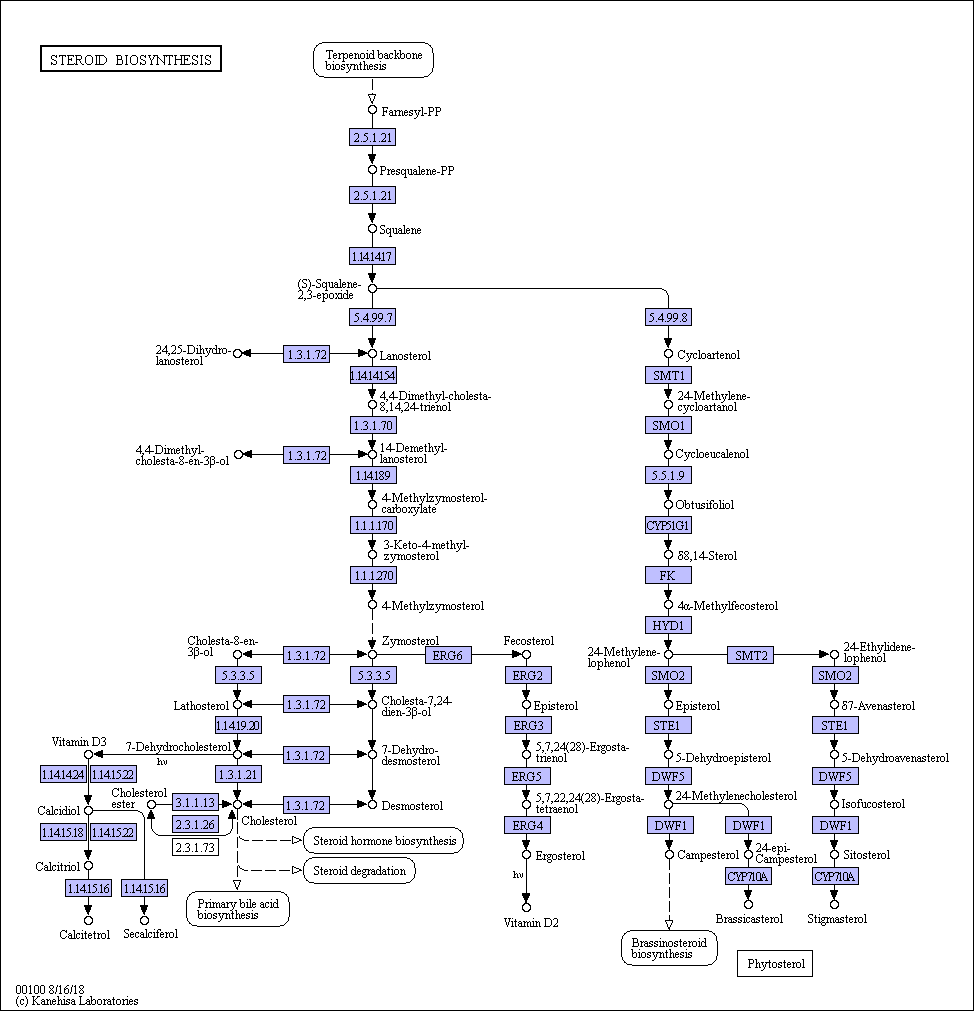 STEROID BIOSYNTHESIS
Terpenoid backbone
biosynthesis
Farnesyl-PP
2.5.1.21
Presqualene-PP
2.5.1.21
Squalene
1.14.14.17
(S)-Squalene-
2,3-epoxide
5.4.99.7
5.4.99.8
24,25-Dihydro-
lanosterol
1.3.1.72
Lanosterol
Cycloartenol
1.14.14.154
SMT1
4,4-Dimethyl-cholesta-
8,14,24-trienol
24-Methylene-
cycloartanol
1.3.1.70
SMO1
4,4-Dimethyl-
cholesta-8-en-3β-ol
1.3.1.72
14-Demethyl-
lanosterol
Cycloeucalenol
1.14.18.9
5.5.1.9
4-Methylzymosterol-
carboxylate
Obtusifoliol
1.1.1.170
CYP51G1
3-Keto-4-methyl-
zymosterol
δ8,14-Sterol
1.1.1.270
FK
4-Methylzymosterol
4α-Methylfecosterol
HYD1
Cholesta-8-en-
3β-ol
1.3.1.72
Zymosterol
ERG6
Fecosterol
24-Methylene-
lophenol
SMT2
24-Ethylidene-
lophenol
5.3.3.5
5.3.3.5
ERG2
SMO2
SMO2
Lathosterol
1.3.1.72
Cholesta-7,24-
dien-3β-ol
Episterol
Episterol
δ7-Avenasterol
1.14.19.20
ERG3
STE1
STE1
Vitamin D3
hν
7-Dehydrocholesterol
1.3.1.72
7-Dehydro-
desmosterol
5,7,24(28)-Ergosta-
trienol
5-Dehydroepisterol
5-Dehydroavenasterol
1.14.14.24
1.14.15.22
1.3.1.21
ERG5
DWF5
DWF5
Calcidiol
Cholesterol
ester
3.1.1.13
Cholesterol
1.3.1.72
Desmosterol
5,7,22,24(28)-Ergosta-
tetraenol
24-Methylenecholesterol
Isofucosterol
1.14.15.18
1.14.15.22
2.3.1.26
ERG4
DWF1
DWF1
DWF1
2.3.1.73
Steroid hormone biosynthesis
Calcitriol
Ergosterol
Campesterol
24-epi-
Campesterol
Sitosterol
Steroid degradation
hν
1.14.15.16
1.14.15.16
CYP710A
CYP710A
Primary bile acid
biosynthesis
Calcitetrol
Secalciferol
Vitamin D2
Brassicasterol
Stigmasterol
Brassinosteroid
biosynthesis
Phytosterol
00100 8/16/18
(c) Kanehisa Laboratories